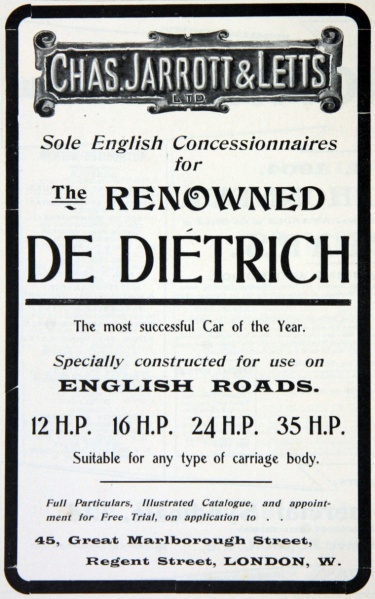 CHAS. JARROTT & LETTS
LTD
Sole English Concessionnaires
for
The RENOWNED
DE DIÉTRICH
The most successful Car of the Year.
Specially constructed for use on
ENGLISH ROADS.
12 H.P. 16 H.P. 24 H.P. 35 H.P.
Suitable for any type of carriage body.
Full Particulars, Illustrated Catalogue, and appoint-
ment for Free Trial, on application to . .
45, Great Marlborough Street,
Regent Street, LONDON, W.